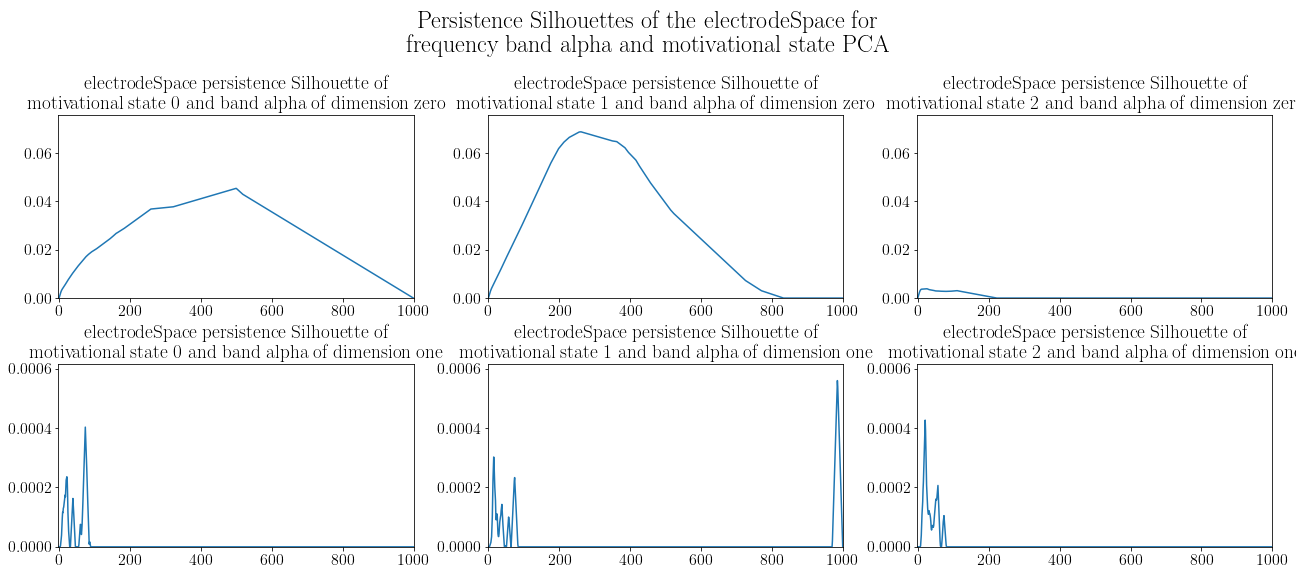 Persistence Silhouettes of the electrodeSpace for
frequency band alpha and motivational state PCA
electrodeSpace persistence Silhouette of
motivational state 0 and band alpha of dimension zero
electrodeSpace persistence Silhouette of
motivational state 1 and band alpha of dimension zero
electrodeSpace persistence Silhouette of
motivational state 2 and band alpha of dimension zer
0.06
0.04
0.02
0.00
0 200 400 600 800 1000
0.06
0.04
0.02
0.00
0 200 400 600 800 1000
0.06
0.04
0.02
0.00
0 200 400 600 800 1000
electrodeSpace persistence Silhouette of
motivational state 0 and band alpha of dimension one
electrodeSpace persistence Silhouette of
motivational state 1 and band alpha of dimension one
electrodeSpace persistence Silhouette of
motivational state 2 and band alpha of dimension one
0.0006
0.0004
0.0002
0.0000
0 200 400 600 800 1000
0.0006
0.0004
0.0002
0.0000
0 200 400 600 800 1000
0.0006
0.0004
0.0002
0.0000
0 200 400 600 800 1000